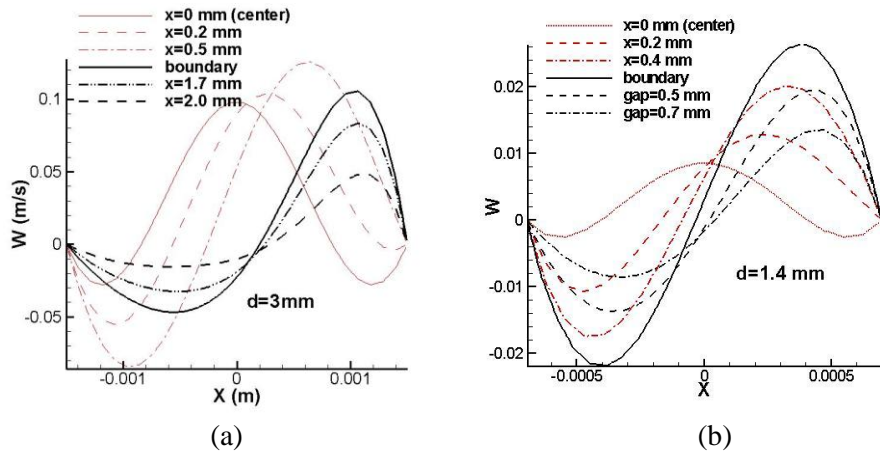 x=0 mm (center)
x=0.2 mm
x=0.5 mm
boundary
x=1.7 mm
x=2.0 mm
W (m/s)
0.1
0.05
0
-0.05
d=3mm
-0.001
0
0.001
X (m)
(a)
x=0 mm (center)
x=0.2 mm
x=0.4 mm
boundary
gap=0.5 mm
gap=0.7 mm
W
0.02
0.01
0
-0.01
-0.02
d=1.4 mm
-0.0005
0
0.0005
X
(b)